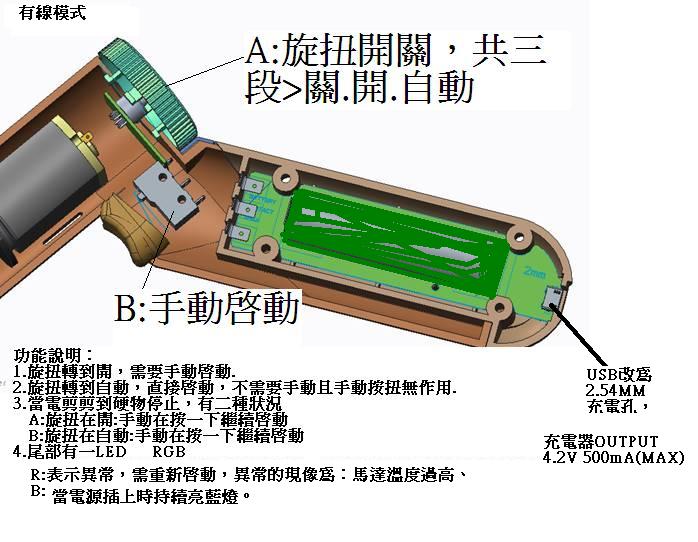 有線模式
A:旋扭開關，共三
段>關.開.自動
BATTERY
2mm
B:手動啓動
功能說明：
1.旋扭轉到開，需要手動啓動.
2.旋扭轉到自動，直接啓動，不需要手動且手動按扭無作用.
3.當電剪剪到硬物停止，有二種狀況
A:旋扭在開:手動在按一下繼續啓動
B:旋扭在自動:手動在按一下繼續啓動
4.尾部有一LED RGB
R:表示異常，需重新啓動，異常的現像爲：馬達溫度過高、
B: 當電源插上時持續亮藍燈。
USB改爲
2.54MM
充電孔，
充電器OUTPUT
4.2V 500mA(MAX)